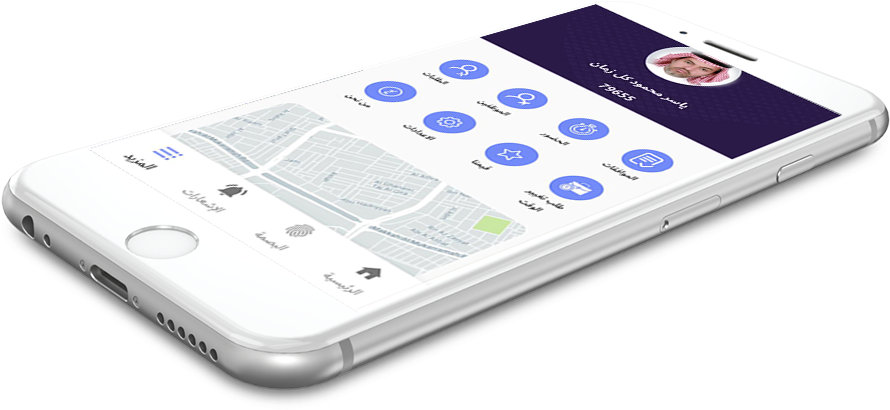 ياسر محمود كل زمان
79655
الموافقات
الحضور
الموظفين
الطلبات
طلب تغيير
الوقت
قيمنا
الاعدادات
من نحن
الرئيسية
البصمة
الإشعارات
المزيد